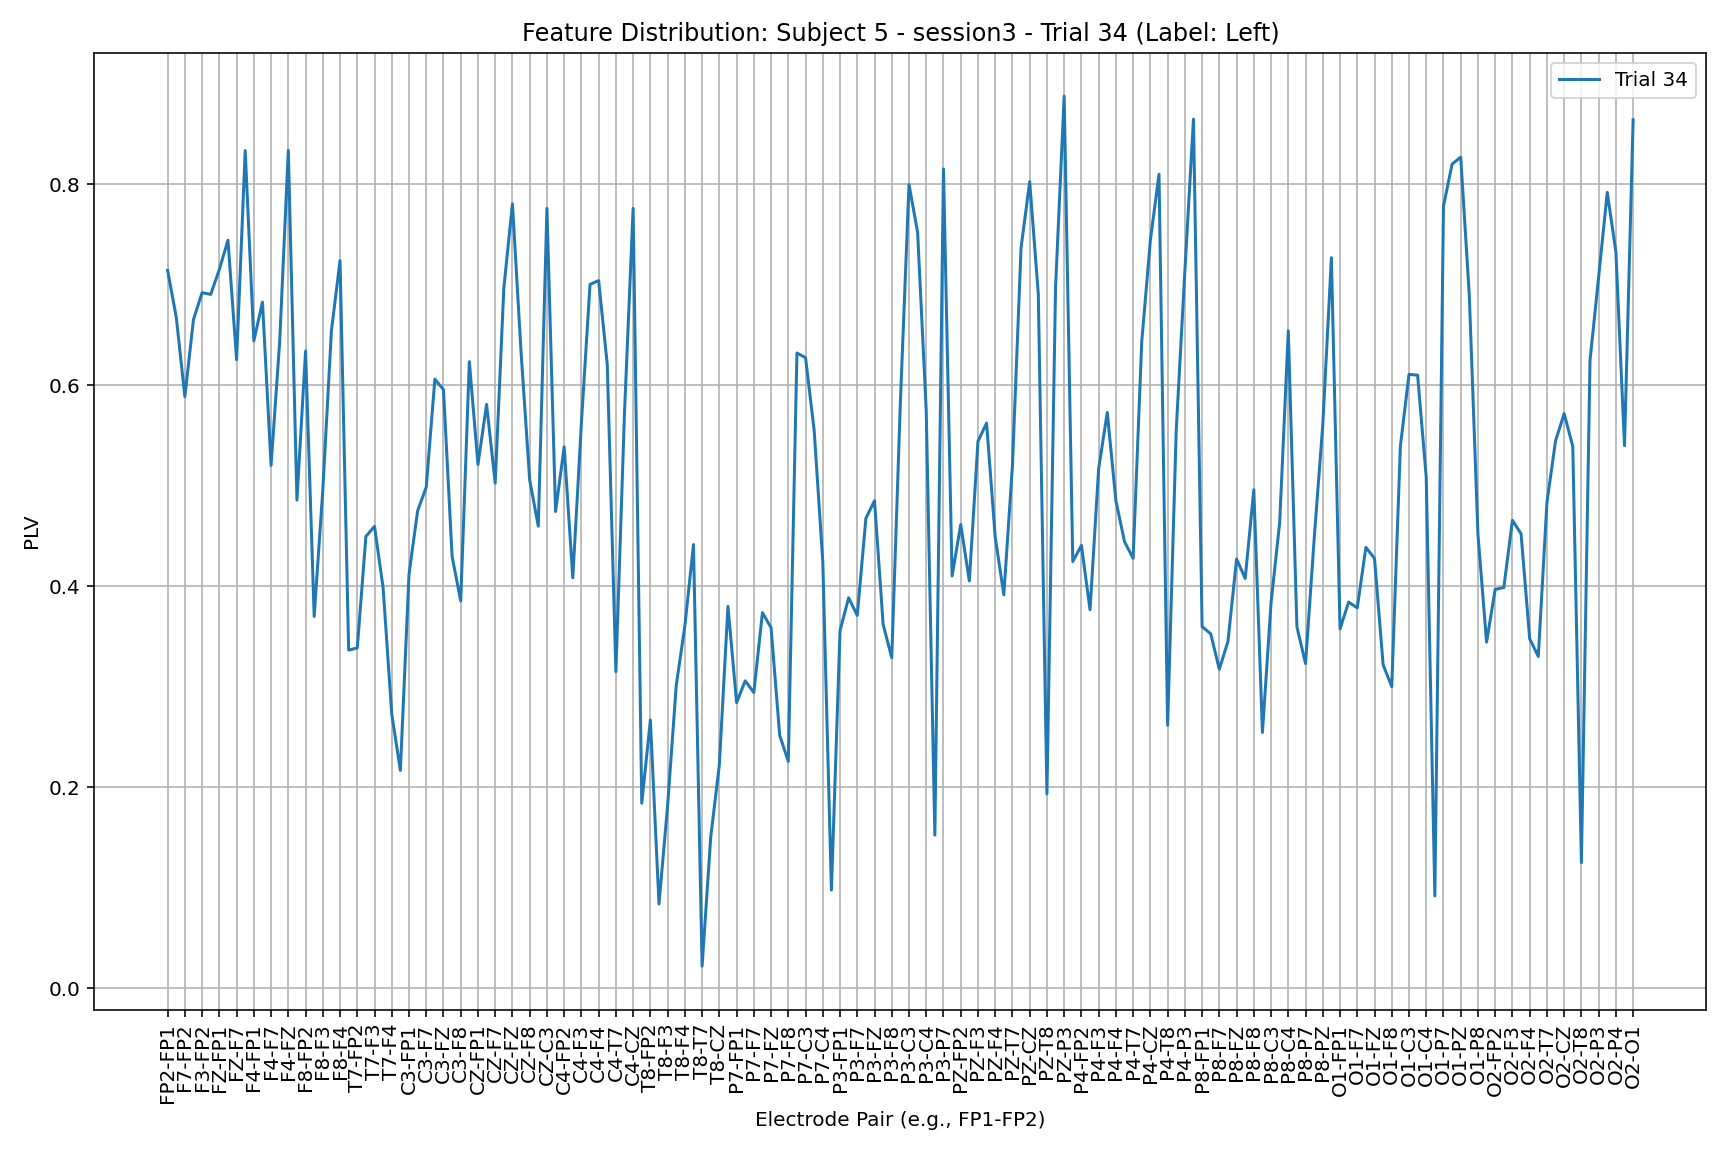 Feature Distribution: Subject 5 - session3 - Trial 34 (Label: Left)
Trial 34
PLV
0.8
0.6
0.4
0.2
0.0
FP2-FP1
F7-FP2
F3-FP2
FZ-FP1
FZ-F7
F4-FP1
F4-F7
F4-FZ
F8-FP2
F8-F3
F8-F4
T7-FP2
T7-F3
T7-F4
C3-FP1
C3-F7
C3-FZ
C3-F8
CZ-FP1
CZ-F7
CZ-FZ
CZ-F8
CZ-C3
C4-FP2
C4-F3
C4-F4
C4-T7
C4-CZ
T8-FP2
T8-F3
T8-F4
T8-T7
T8-CZ
P7-FP1
P7-F7
P7-FZ
P7-F8
P7-C3
P7-C4
P3-FP1
P3-F7
P3-FZ
P3-F8
P3-C3
P3-C4
P3-P7
PZ-FP2
PZ-F3
PZ-F4
PZ-T7
PZ-CZ
PZ-T8
PZ-P3
P4-FP2
P4-F3
P4-F4
P4-T7
P4-CZ
P4-T8
P4-P3
P8-FP1
P8-F7
P8-FZ
P8-F8
P8-C3
P8-C4
P8-P7
P8-PZ
O1-FP1
O1-F7
O1-FZ
O1-F8
O1-C3
O1-C4
O1-P7
O1-PZ
O1-P8
O2-FP2
O2-F3
O2-F4
O2-T7
O2-CZ
O2-T8
O2-P3
O2-P4
O2-O1
Electrode Pair (e.g., FP1-FP2)